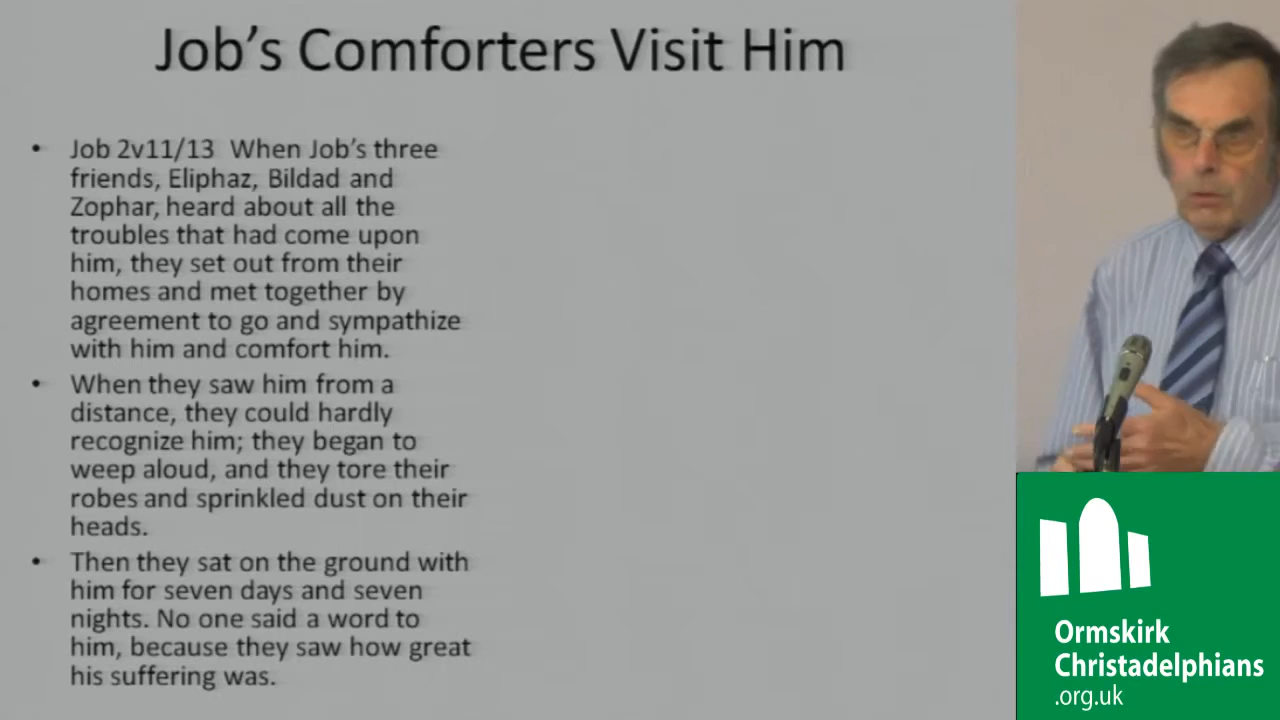 Job's Comforters Visit Him
• Job 2v11/13 When Job's three
friends, Eliphaz, Bildad and
Zophar, heard about all the
troubles that had come upon
him, they set out from their
homes and met together by
agreement to go and sympathize
with him and comfort him.
• When they saw him from a
distance, they could hardly
recognize him; they began to
weep aloud, and they tore their
robes and sprinkled dust on their
heads.
• Then they sat on the ground with
him for seven days and seven
nights. No one said a word to
him, because they saw how great
his suffering was.
Ormskirk
Christadelphians
.org.uk